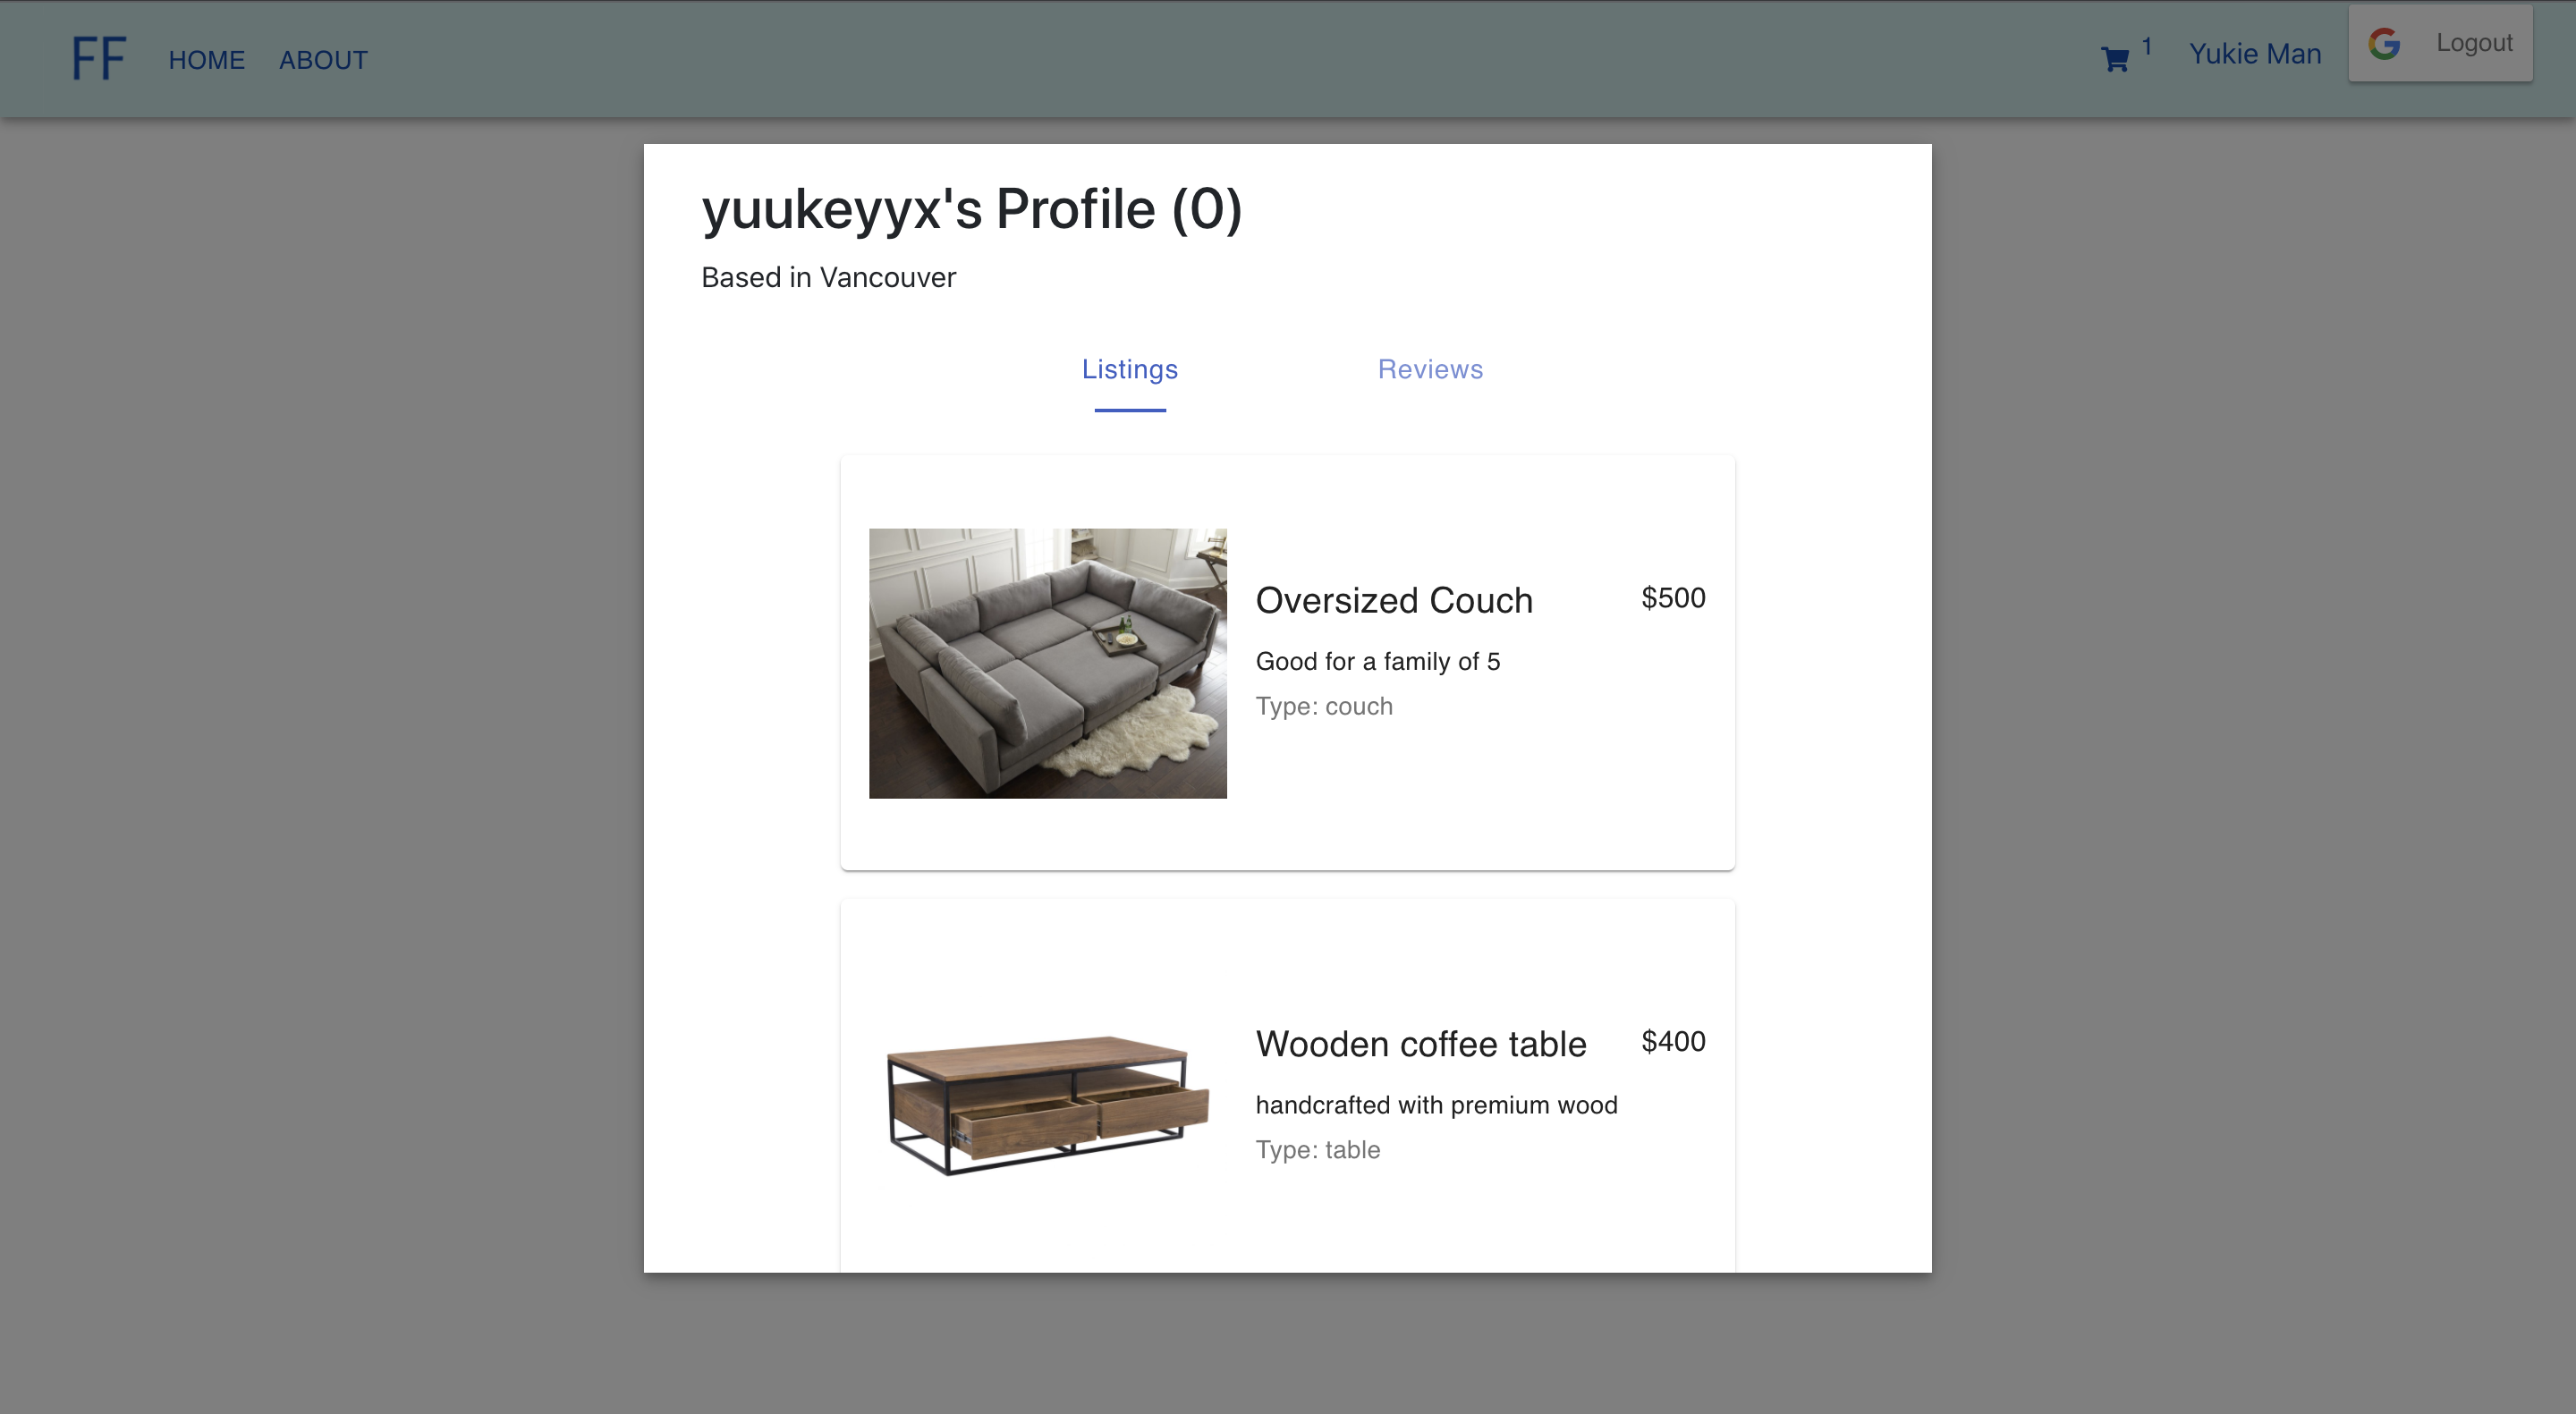 FF HOME ABOUT 1 Yukie Man Logout
yuukeyyx's Profile (0)
Based in Vancouver
Listings Reviews
Oversized Couch $500
Good for a family of 5
Type: couch
Wooden coffee table $400
handcrafted with premium wood
Type: table